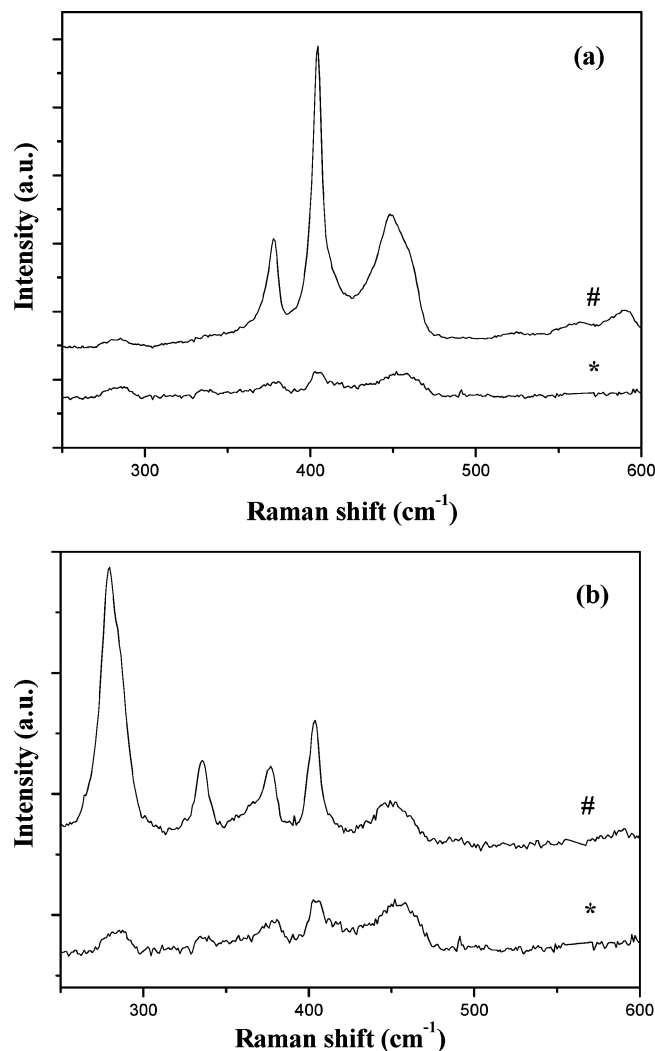 (a)
Intensity (a.u.)
#
*
300
400
500
600
Raman shift (cm⁻¹)
(b)
Intensity (a.u.)
#
*
300
400
500
600
Raman shift (cm⁻¹)